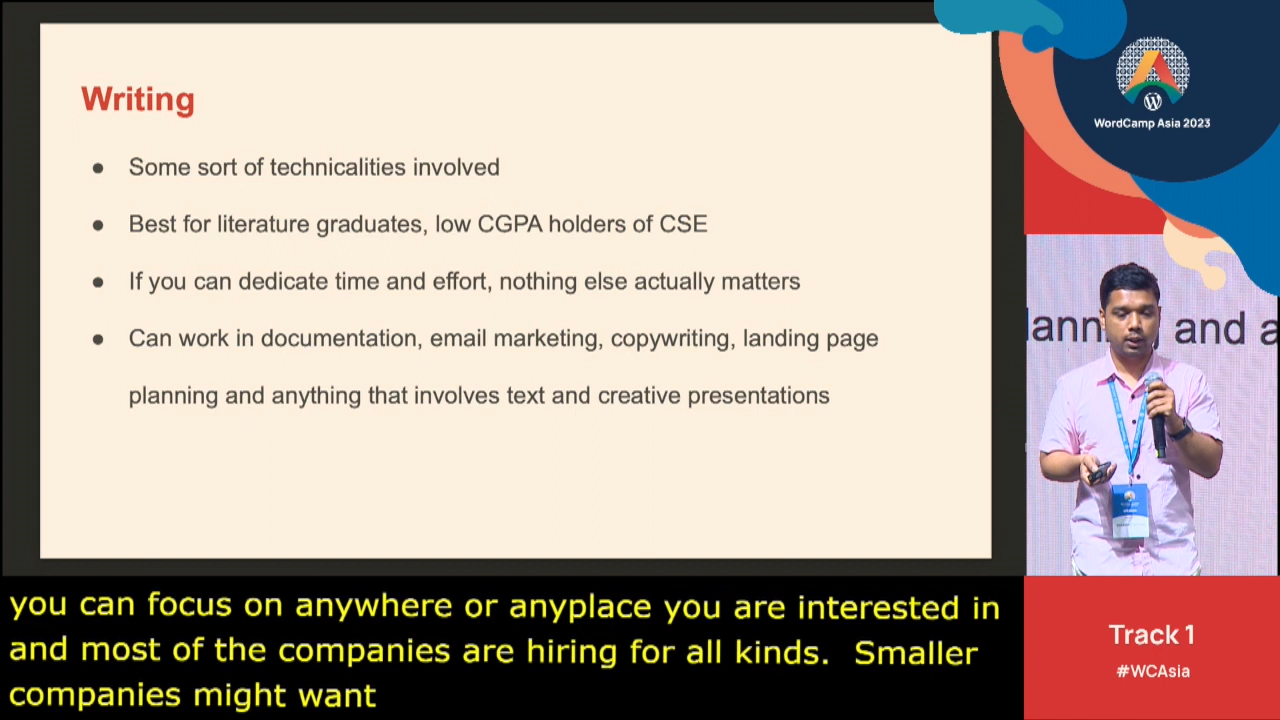 Writing
● Some sort of technicalities involved
● Best for literature graduates, low CGPA holders of CSE
● If you can dedicate time and effort, nothing else actually matters
● Can work in documentation, email marketing, copywriting, landing page
planning and anything that involves text and creative presentations
WordCamp Asia 2023
and
you can focus on anywhere or anyplace you are interested in
and most of the companies are hiring for all kinds. Smaller
companies might want
Track 1
#WCAsia